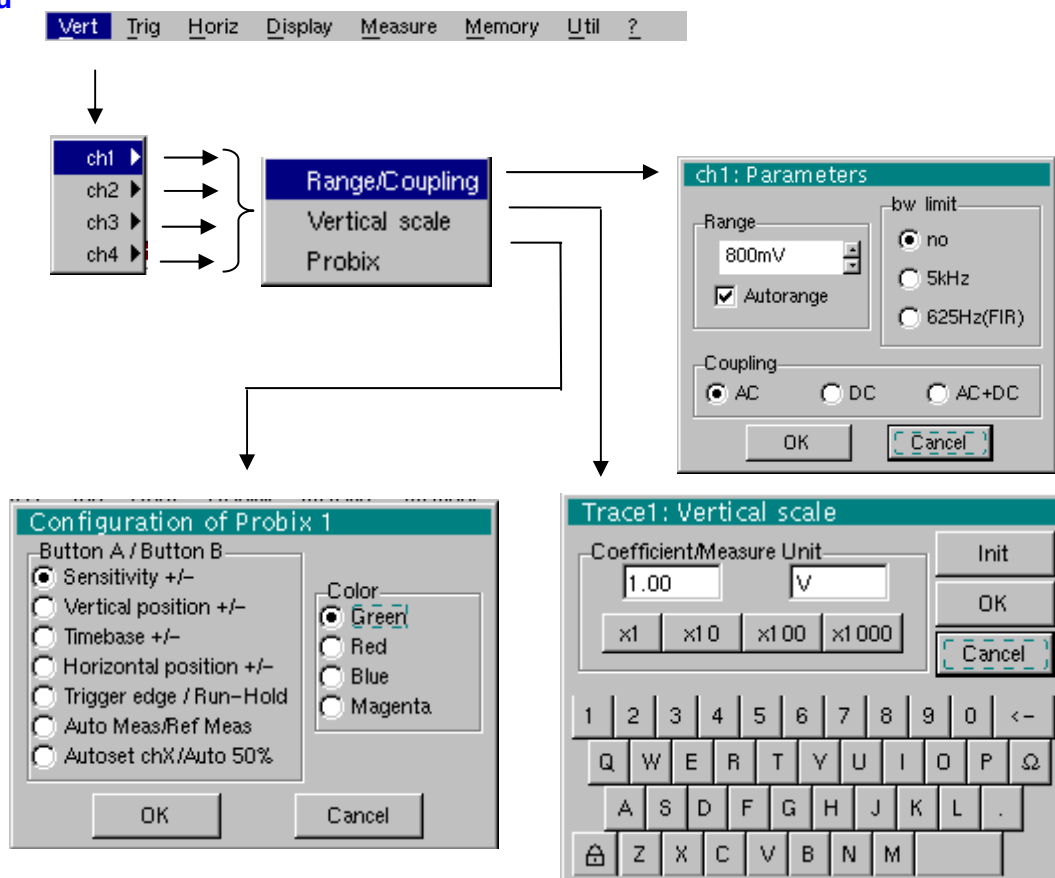 Vert Trig Horiz Display Measure Memory Util ?
ch1
ch2
ch3
ch4
Range/Coupling
Vertical scale
Probix
ch1: Parameters
Range
800mV
Autorange
bw limit
no
5kHz
625Hz(FIR)
Coupling
AC DC AC+DC
OK Cancel
Configuration of Probix 1
Button A / Button B
Sensitivity +/-
Vertical position +/-
Timebase +/-
Horizontal position +/-
Trigger edge / Run-Hold
Auto Meas/Ref Meas
Autoset chX/Auto 50%
Color
Green
Red
Blue
Magenta
OK Cancel
Trace1: Vertical scale
Coefficient/Measure Unit
1.00 V
x1 x10 x100 x1000
Init
OK
Cancel
1 2 3 4 5 6 7 8 9 0 <-
Q W E R T Y U I O P Ω
A S D F G H J K L .
Z X C V B N M